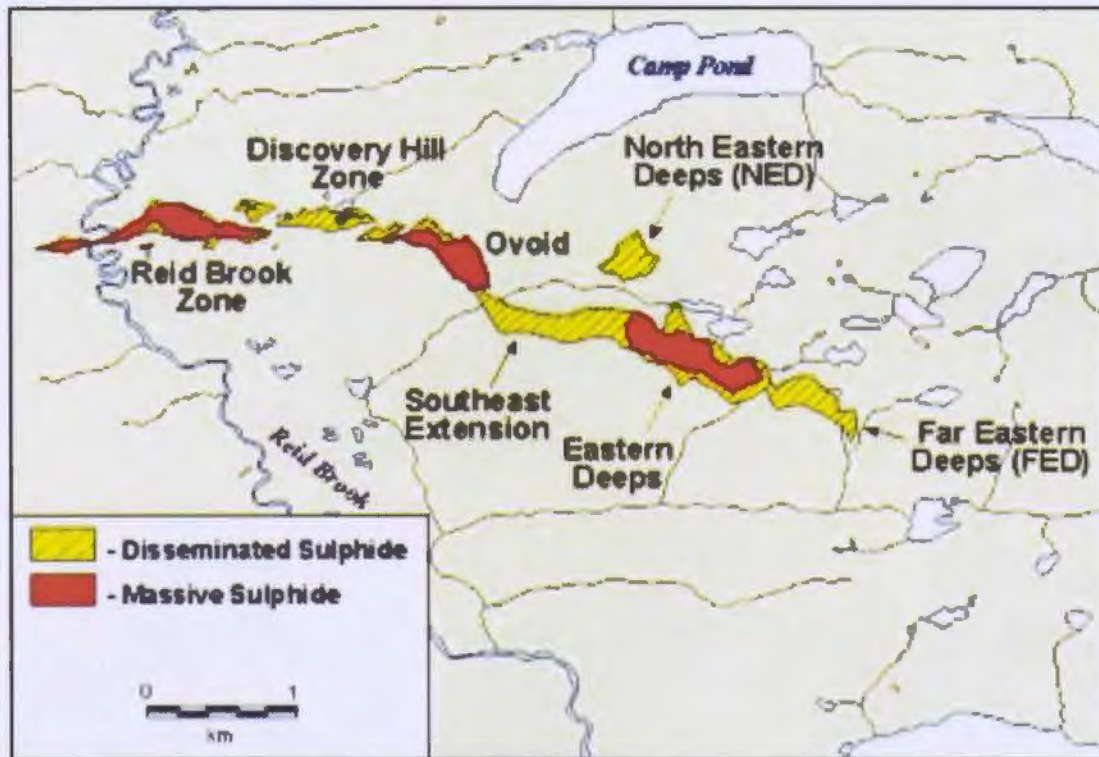 Camp Pond
Discovery Hill
Zone
North Eastern
Deeps (NED)
Ovoid
Reid Brook
Zone
Southeast
Extension
Eastern
Deeps
Far Eastern
Deeps (FED)
Reid Brook
- Disseminated Sulphide
- Massive Sulphide
0 1
km